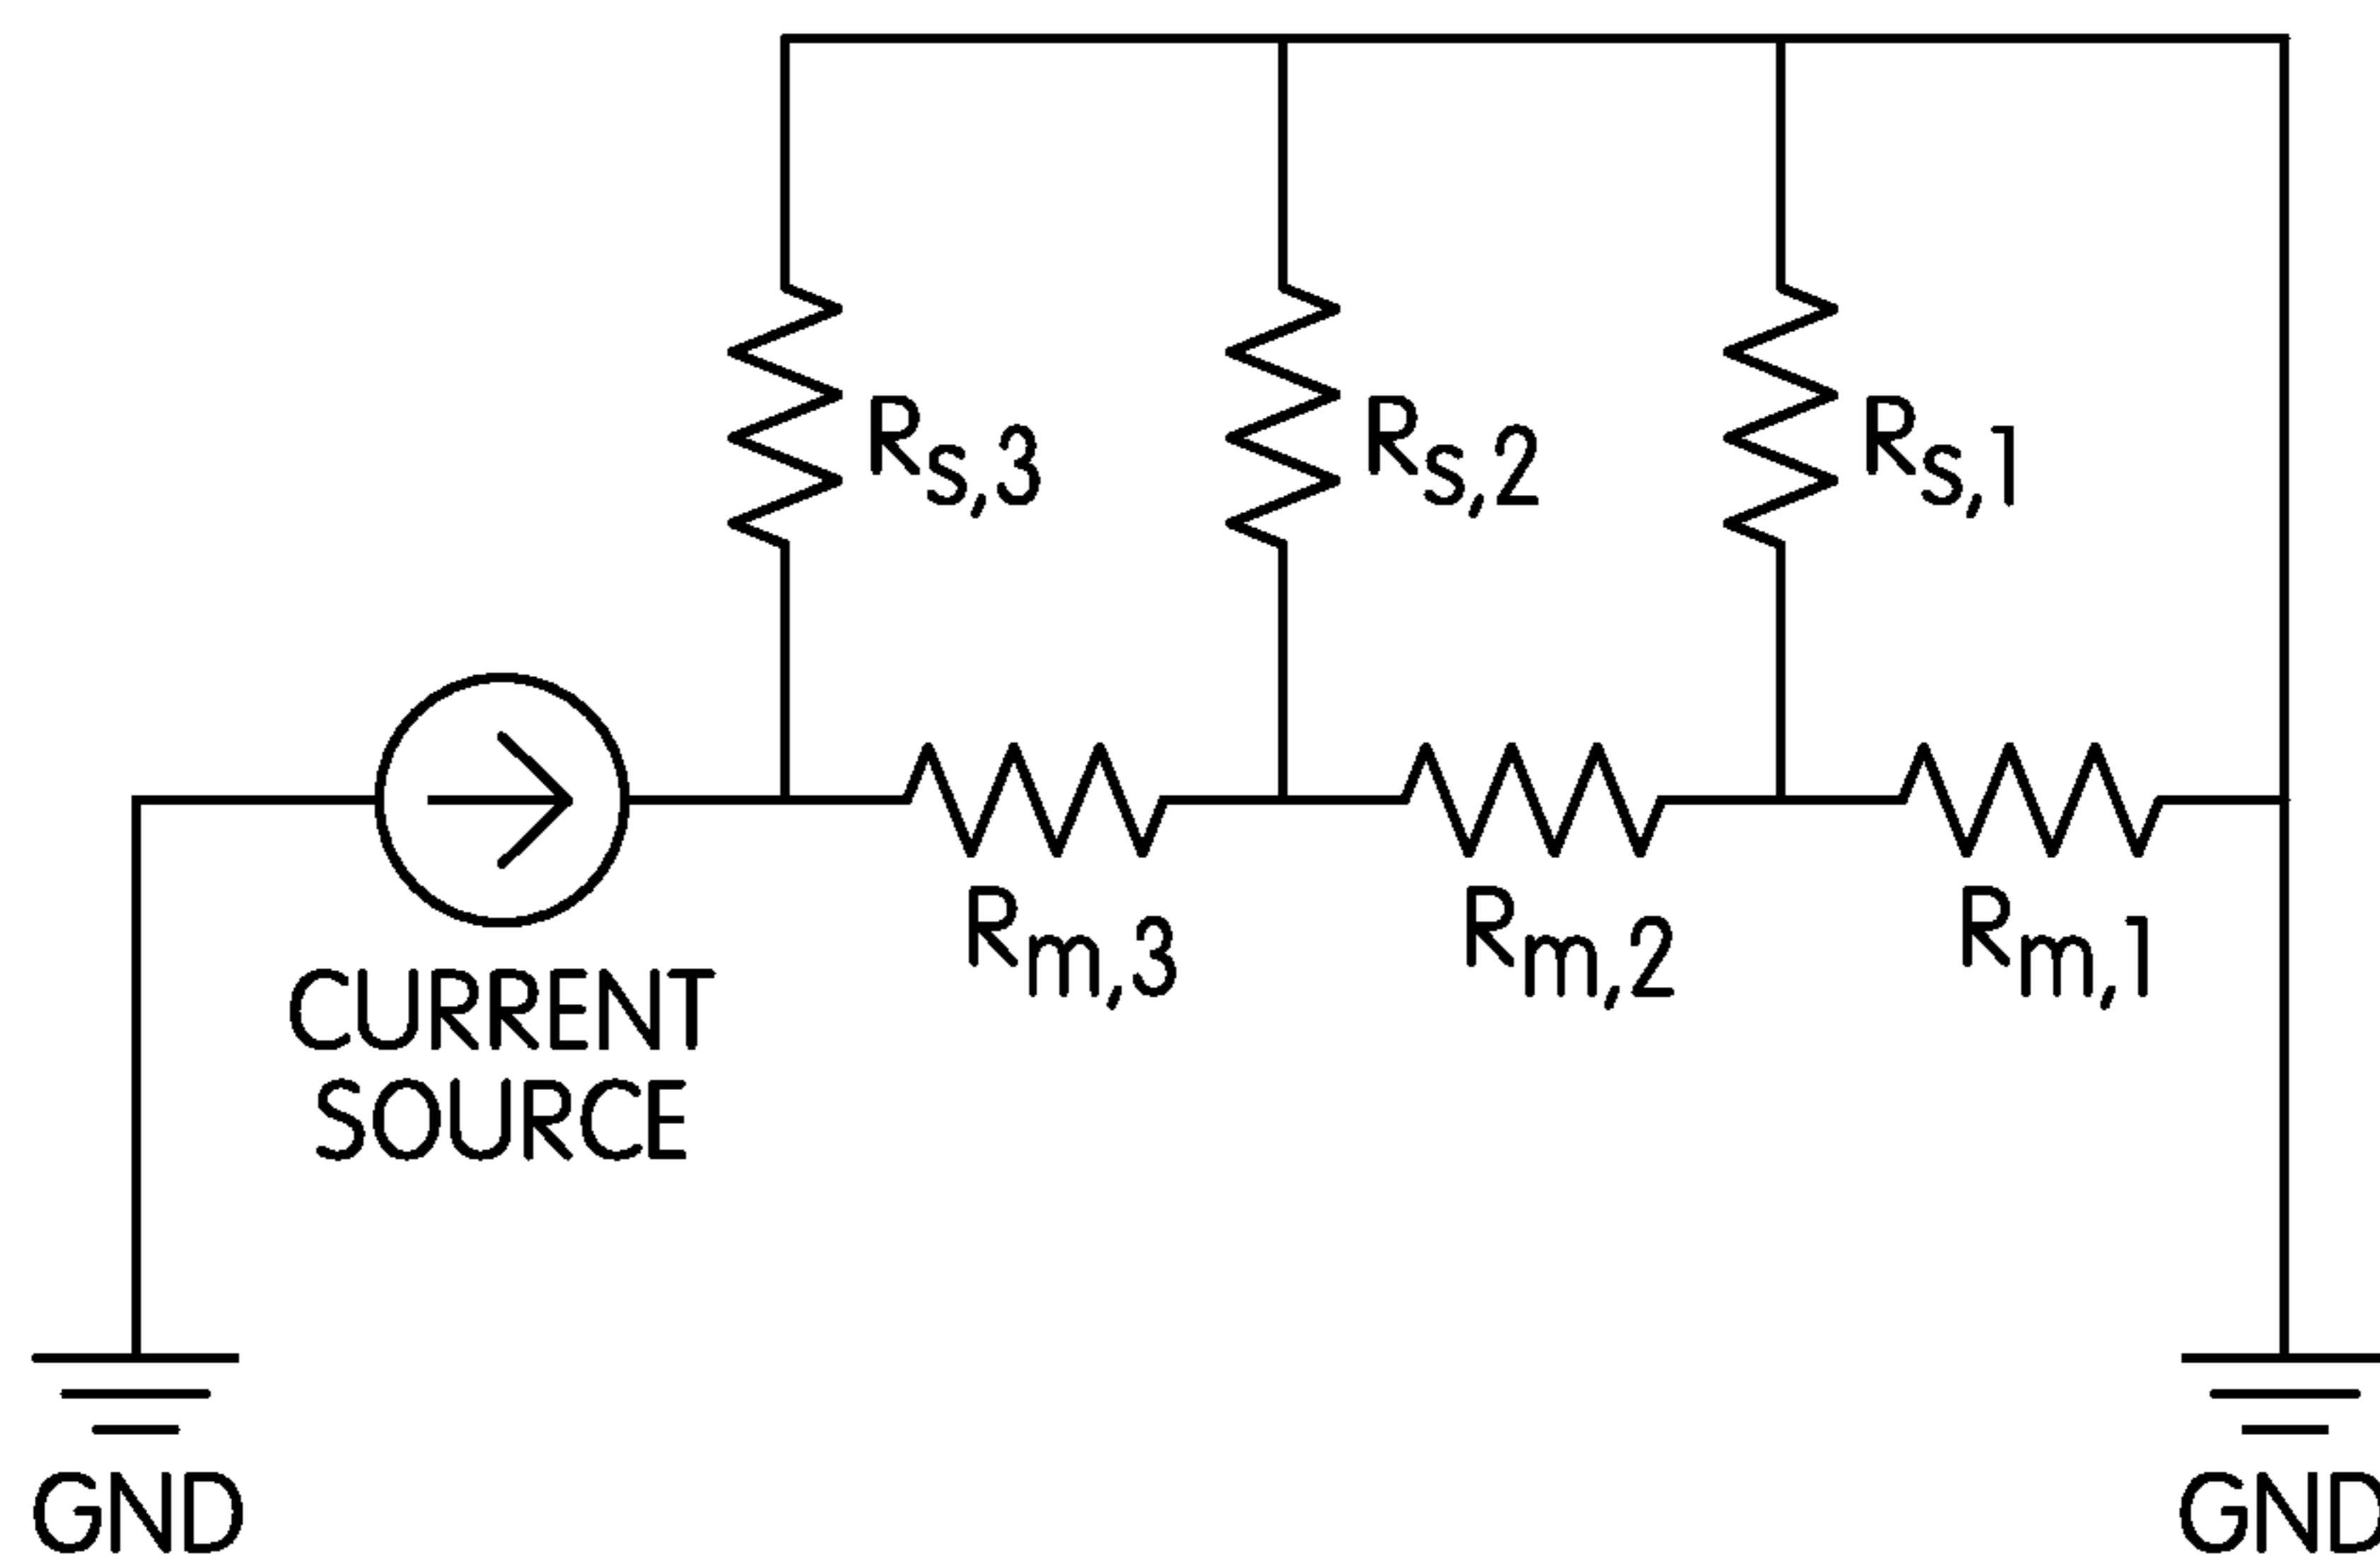 Rs,3
Rs,2
Rs,1
Rm,3
Rm,2
Rm,1
CURRENT
SOURCE
GND
GND